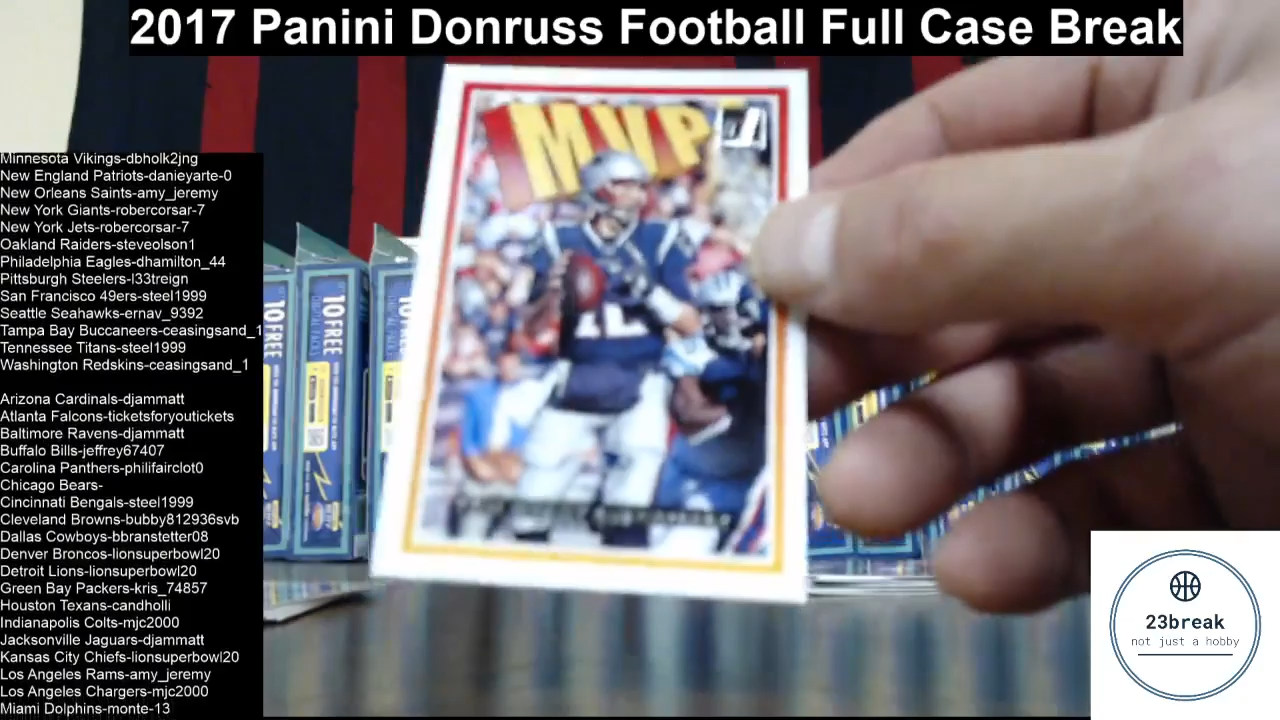 2017 Panini Donruss Football Full Case Break
Minnesota Vikings-dbholk2jng
New England Patriots-danieyarte-0
New Orleans Saints-amy_jeremy
New York Giants-robercorsar-7
New York Jets-robercorsar-7
Oakland Raiders-steveolson1
Philadelphia Eagles-dhamilton_44
Pittsburgh Steelers-l33treign
San Francisco 49ers-steel1999
Seattle Seahawks-ernav_9392
Tampa Bay Buccaneers-ceasingsand_1
Tennessee Titans-steel1999
Washington Redskins-ceasingsand_1
Arizona Cardinals-djammatt
Atlanta Falcons-ticketsforyoutickets
Baltimore Ravens-djammatt
Buffalo Bills-jeffrey67407
Carolina Panthers-philifairclot0
Chicago Bears-
Cincinnati Bengals-steel1999
Cleveland Browns-bubby812936svb
Dallas Cowboys-bbranstetter08
Denver Broncos-lionsuperbowl20
Detroit Lions-lionsuperbowl20
Green Bay Packers-kris_74857
Houston Texans-candholli
Indianapolis Colts-mjc2000
Jacksonville Jaguars-djammatt
Kansas City Chiefs-lionsuperbowl20
Los Angeles Rams-amy_jeremy
Los Angeles Chargers-mjc2000
Miami Dolphins-monte-13
MVP
10 FREE
10 FREE
10 FREE
23break
not just a hobby